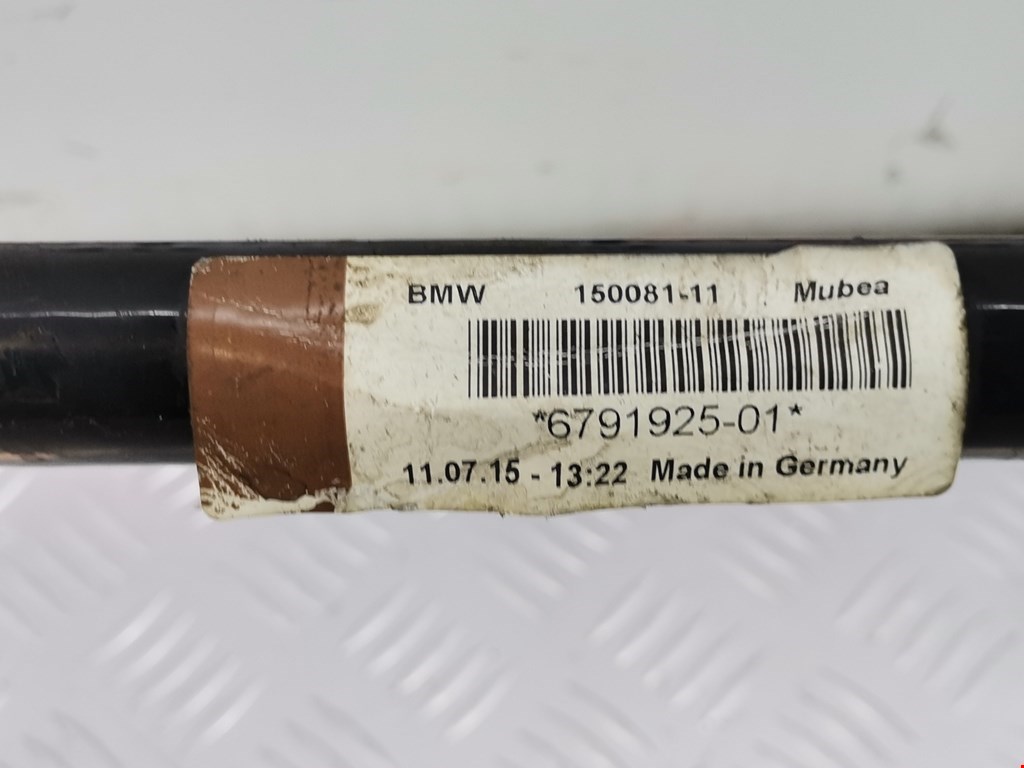 BMW 150081-11 Mubea
*6791925-01*
11.07.15 - 13:22 Made in Germany